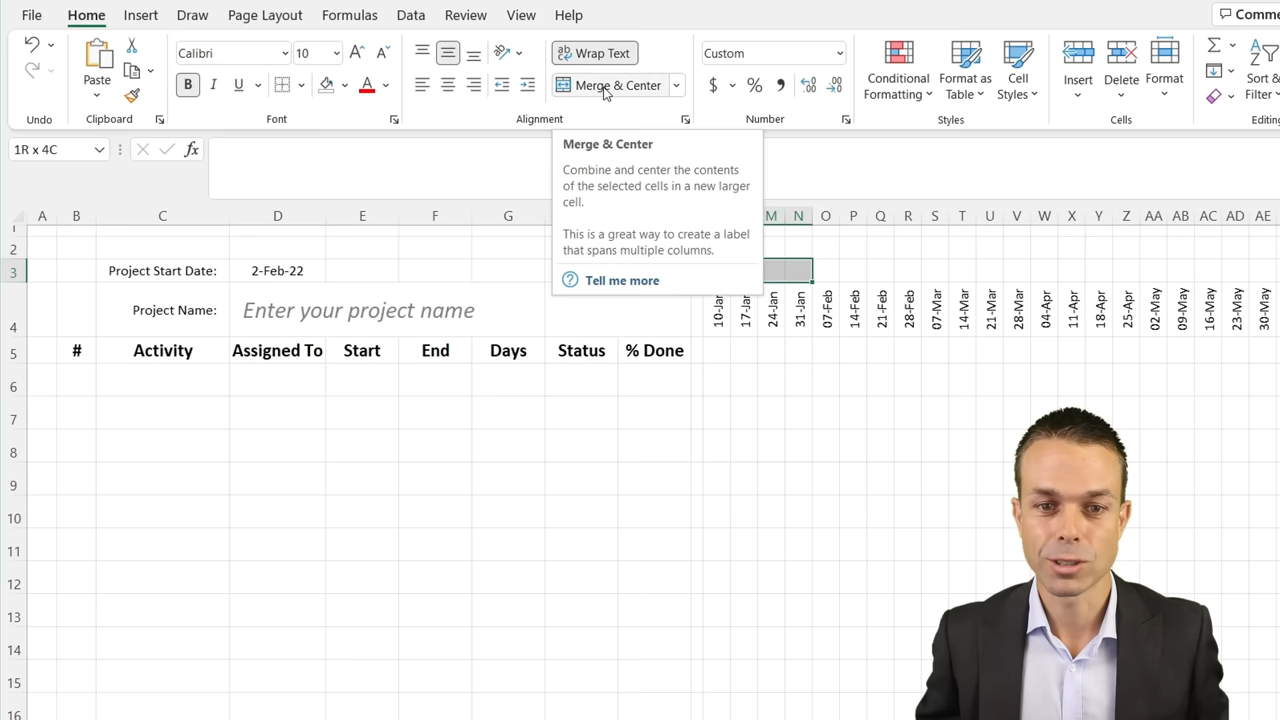 File Home Insert Draw Page Layout Formulas Data Review View Help
Calibri 10 Wrap Text Custom
Paste B I U Merge & Center $ % Conditional Formatting Format as Table Cell Styles Insert Delete Format Sort & Filter
Undo Clipboard Font Alignment Number Styles Cells
1R x 4C fx
Merge & Center
Combine and center the contents
of the selected cells in a new larger
cell.
This is a great way to create a label
that spans multiple columns.
Tell me more
A B C D E F G M N O P Q R S T U V W X Y Z AA AB AC AD AE
1
2
3 Project Start Date: 2-Feb-22
4 Project Name: Enter your project name 10-Jan 17-Jan 24-Jan 31-Jan 07-Feb 14-Feb 21-Feb 28-Feb 07-Mar 14-Mar 21-Mar 28-Mar 04-Apr 11-Apr 18-Apr 25-Apr 02-May 09-May 16-May 23-May 30-May
5 # Activity Assigned To Start End Days Status % Done
6
7
8
9
10
11
12
13
14
15
16